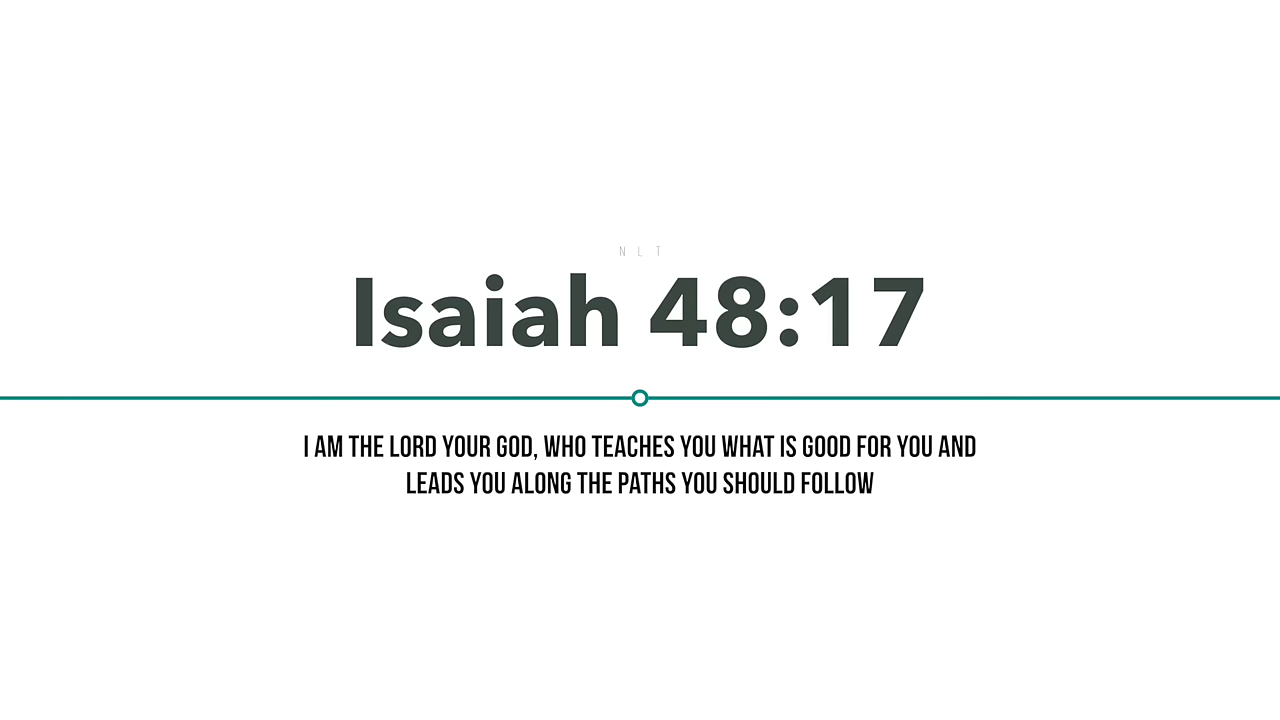 NLT
Isaiah 48:17
I AM THE LORD YOUR GOD, WHO TEACHES YOU WHAT IS GOOD FOR YOU AND
LEADS YOU ALONG THE PATHS YOU SHOULD FOLLOW